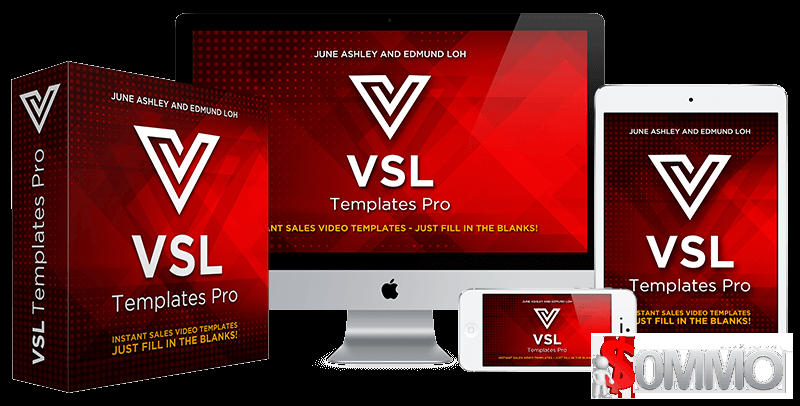 JUNE ASHLEY AND EDMUND LOH
VSL
Templates Pro
INSTANT SALES VIDEO TEMPLATES
JUST FILL IN THE BLANKS!
VSL Templates Pro
JUNE ASHLEY AND EDMUND LOH
VSL
Templates Pro
ANT SALES VIDEO TEMPLATES - JUST FILL IN THE BLANKS!
JUNE ASHLEY AND EDMUND LOH
VSL
Templates Pro
JUNE ASHLEY AND EDMUND LOH
VSL
Templates Pro
INSTANT SALES VIDEO TEMPLATES - JUST FILL IN THE BLANKS!
$OMMO